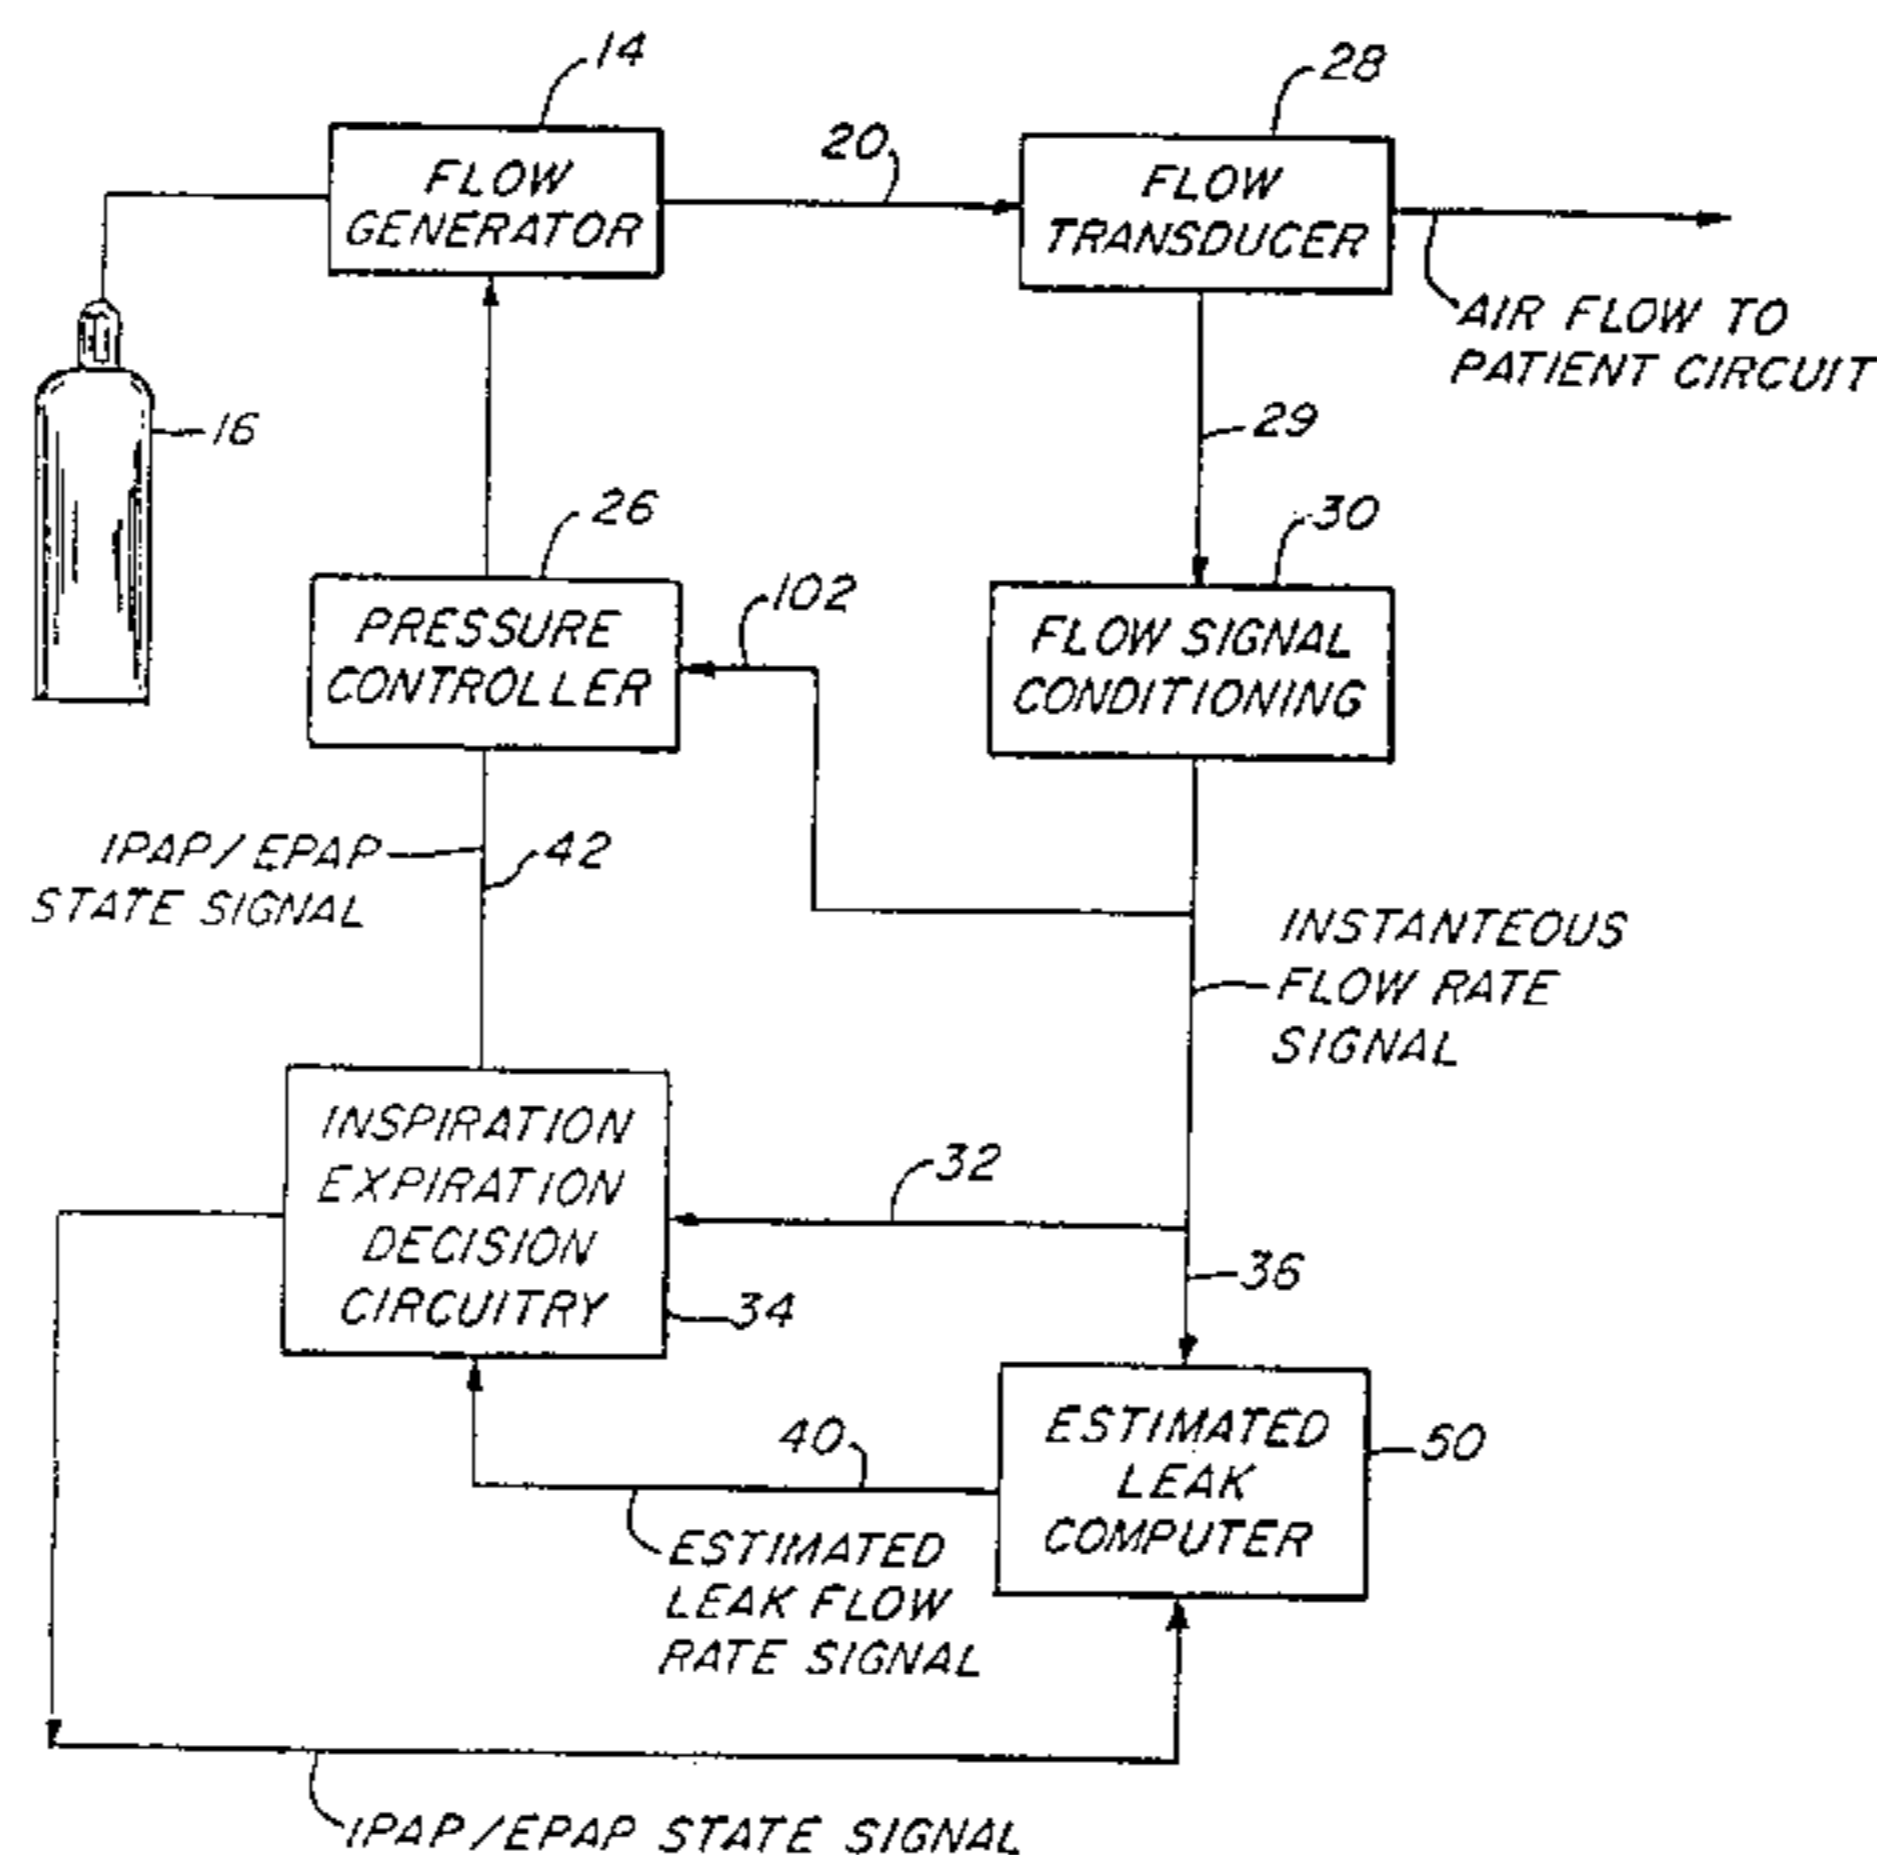 14
28
FLOW
GENERATOR
20
FLOW
TRANSDUCER
AIR FLOW TO
PATIENT CIRCUIT
16
29
26
30
PRESSURE
CONTROLLER
102
FLOW SIGNAL
CONDITIONING
IPAP/EPAP
STATE SIGNAL
42
INSTANTEOUS
FLOW RATE
SIGNAL
INSPIRATION
EXPIRATION
DECISION
CIRCUITRY
32
34
36
40
ESTIMATED
LEAK
COMPUTER
50
ESTIMATED
LEAK FLOW
RATE SIGNAL
IPAP/EPAP STATE SIGNAL